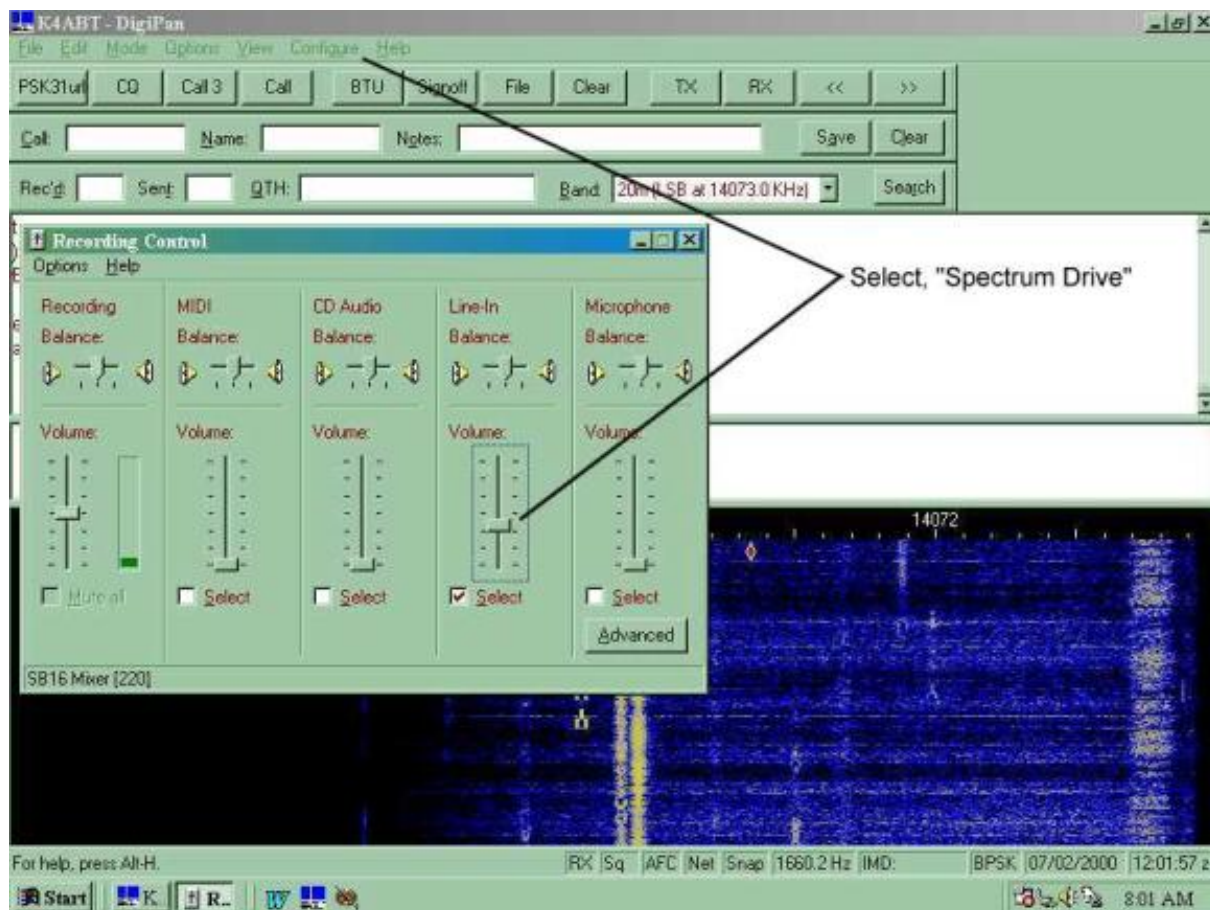 K4ABT - DigiPan
File Edit Mode Options View Configure Help
CQ Call 3 Call BTU Signoff File Clear TX RX << >>
Call: Name: Notes: Save Clear
Rec'd: Sent: QTH: Band 20m (LSB at 14073.0 KHz) Search
Recording Control
Options Help
Select, "Spectrum Drive"
Recording MIDI CD Audio Line-In Microphone
Balance: Balance: Balance: Balance: Balance:
Volume: Volume: Volume: Volume: Volume:
14072
Mute all Select Select Select Select
Advanced
SB16 Mixer [220]
For help, press Alt-H. RX Sq AFC Net Snap 1660.2 Hz IMD: BPSK 07/02/2000 12:01:57 z
Start K R.. 8:01 AM